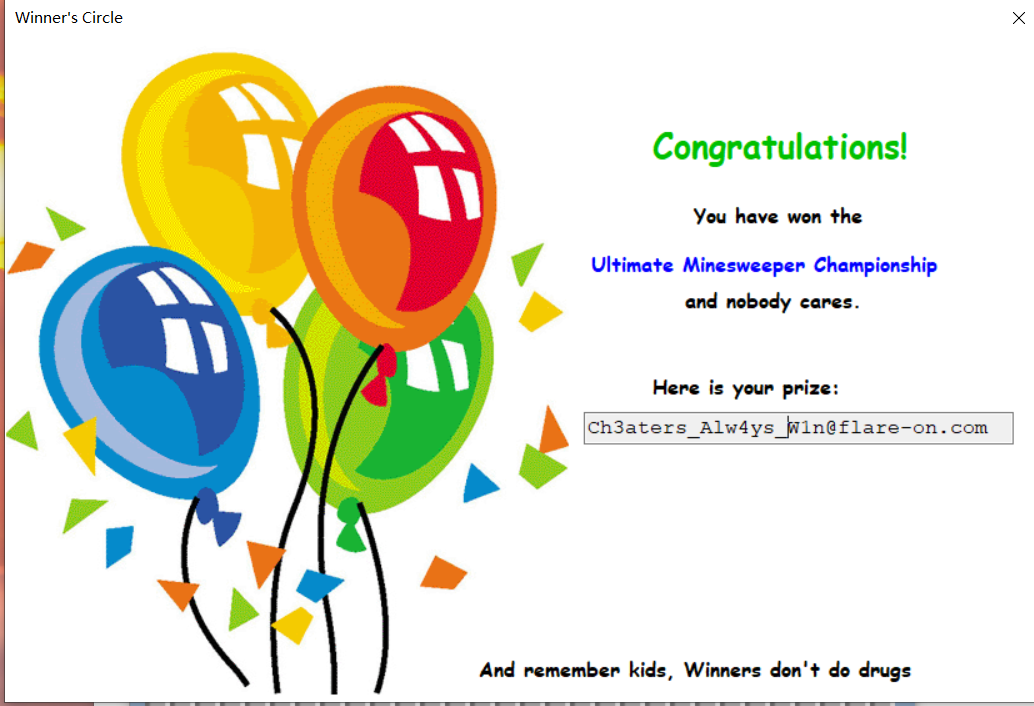 Winner's Circle
Congratulations!
You have won the
Ultimate Minesweeper Championship
and nobody cares.
Here is your prize:
Ch3aters_Alw4ys_W1n@flare-on.com
And remember kids, Winners don't do drugs